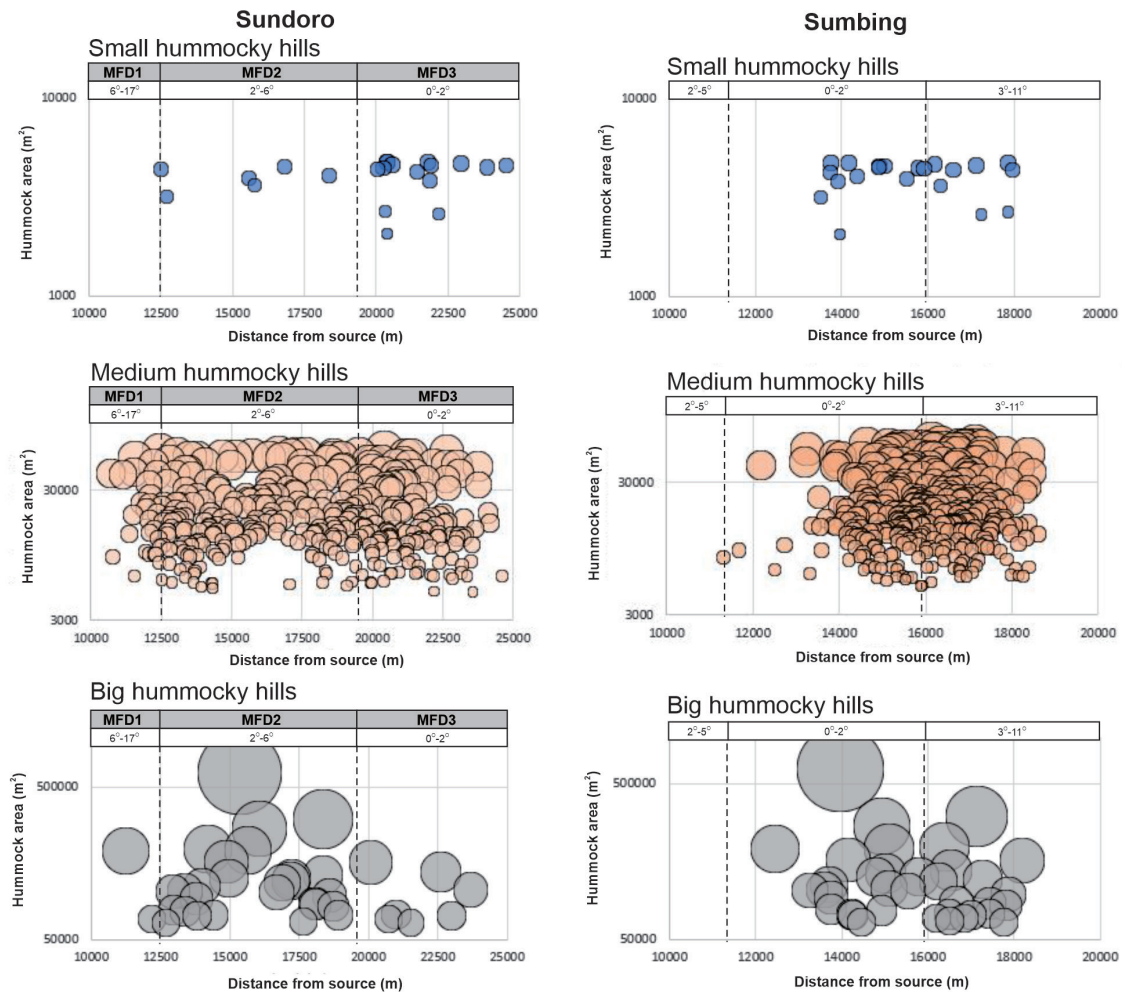 Sundoro
Small hummocky hills
MFD1 MFD2 MFD3
6°-17° 2°-6° 0°-2°
10000
Hummock area (m²)
1000
10000 12500 15000 17500 20000 22500 25000
Distance from source (m)
Medium hummocky hills
MFD1 MFD2 MFD3
6°-17° 2°-6° 0°-2°
30000
Hummock area (m²)
3000
10000 12500 15000 17500 20000 22500 25000
Distance from source (m)
Big hummocky hills
MFD1 MFD2 MFD3
6°-17° 2°-6° 0°-2°
500000
Hummock area (m²)
50000
10000 12500 15000 17500 20000 22500 25000
Distance from source (m)
Sumbing
Small hummocky hills
2°-5° 0°-2° 3°-11°
10000
Hummock area (m²)
1000
10000 12000 14000 16000 18000 20000
Distance from source (m)
Medium hummocky hills
2°-5° 0°-2° 3°-11°
30000
Hummock area (m²)
3000
10000 12000 14000 16000 18000 20000
Distance from source (m)
Big hummocky hills
2°-5° 0°-2° 3°-11°
500000
Hummock area (m²)
50000
10000 12000 14000 16000 18000 20000
Distance from source (m)